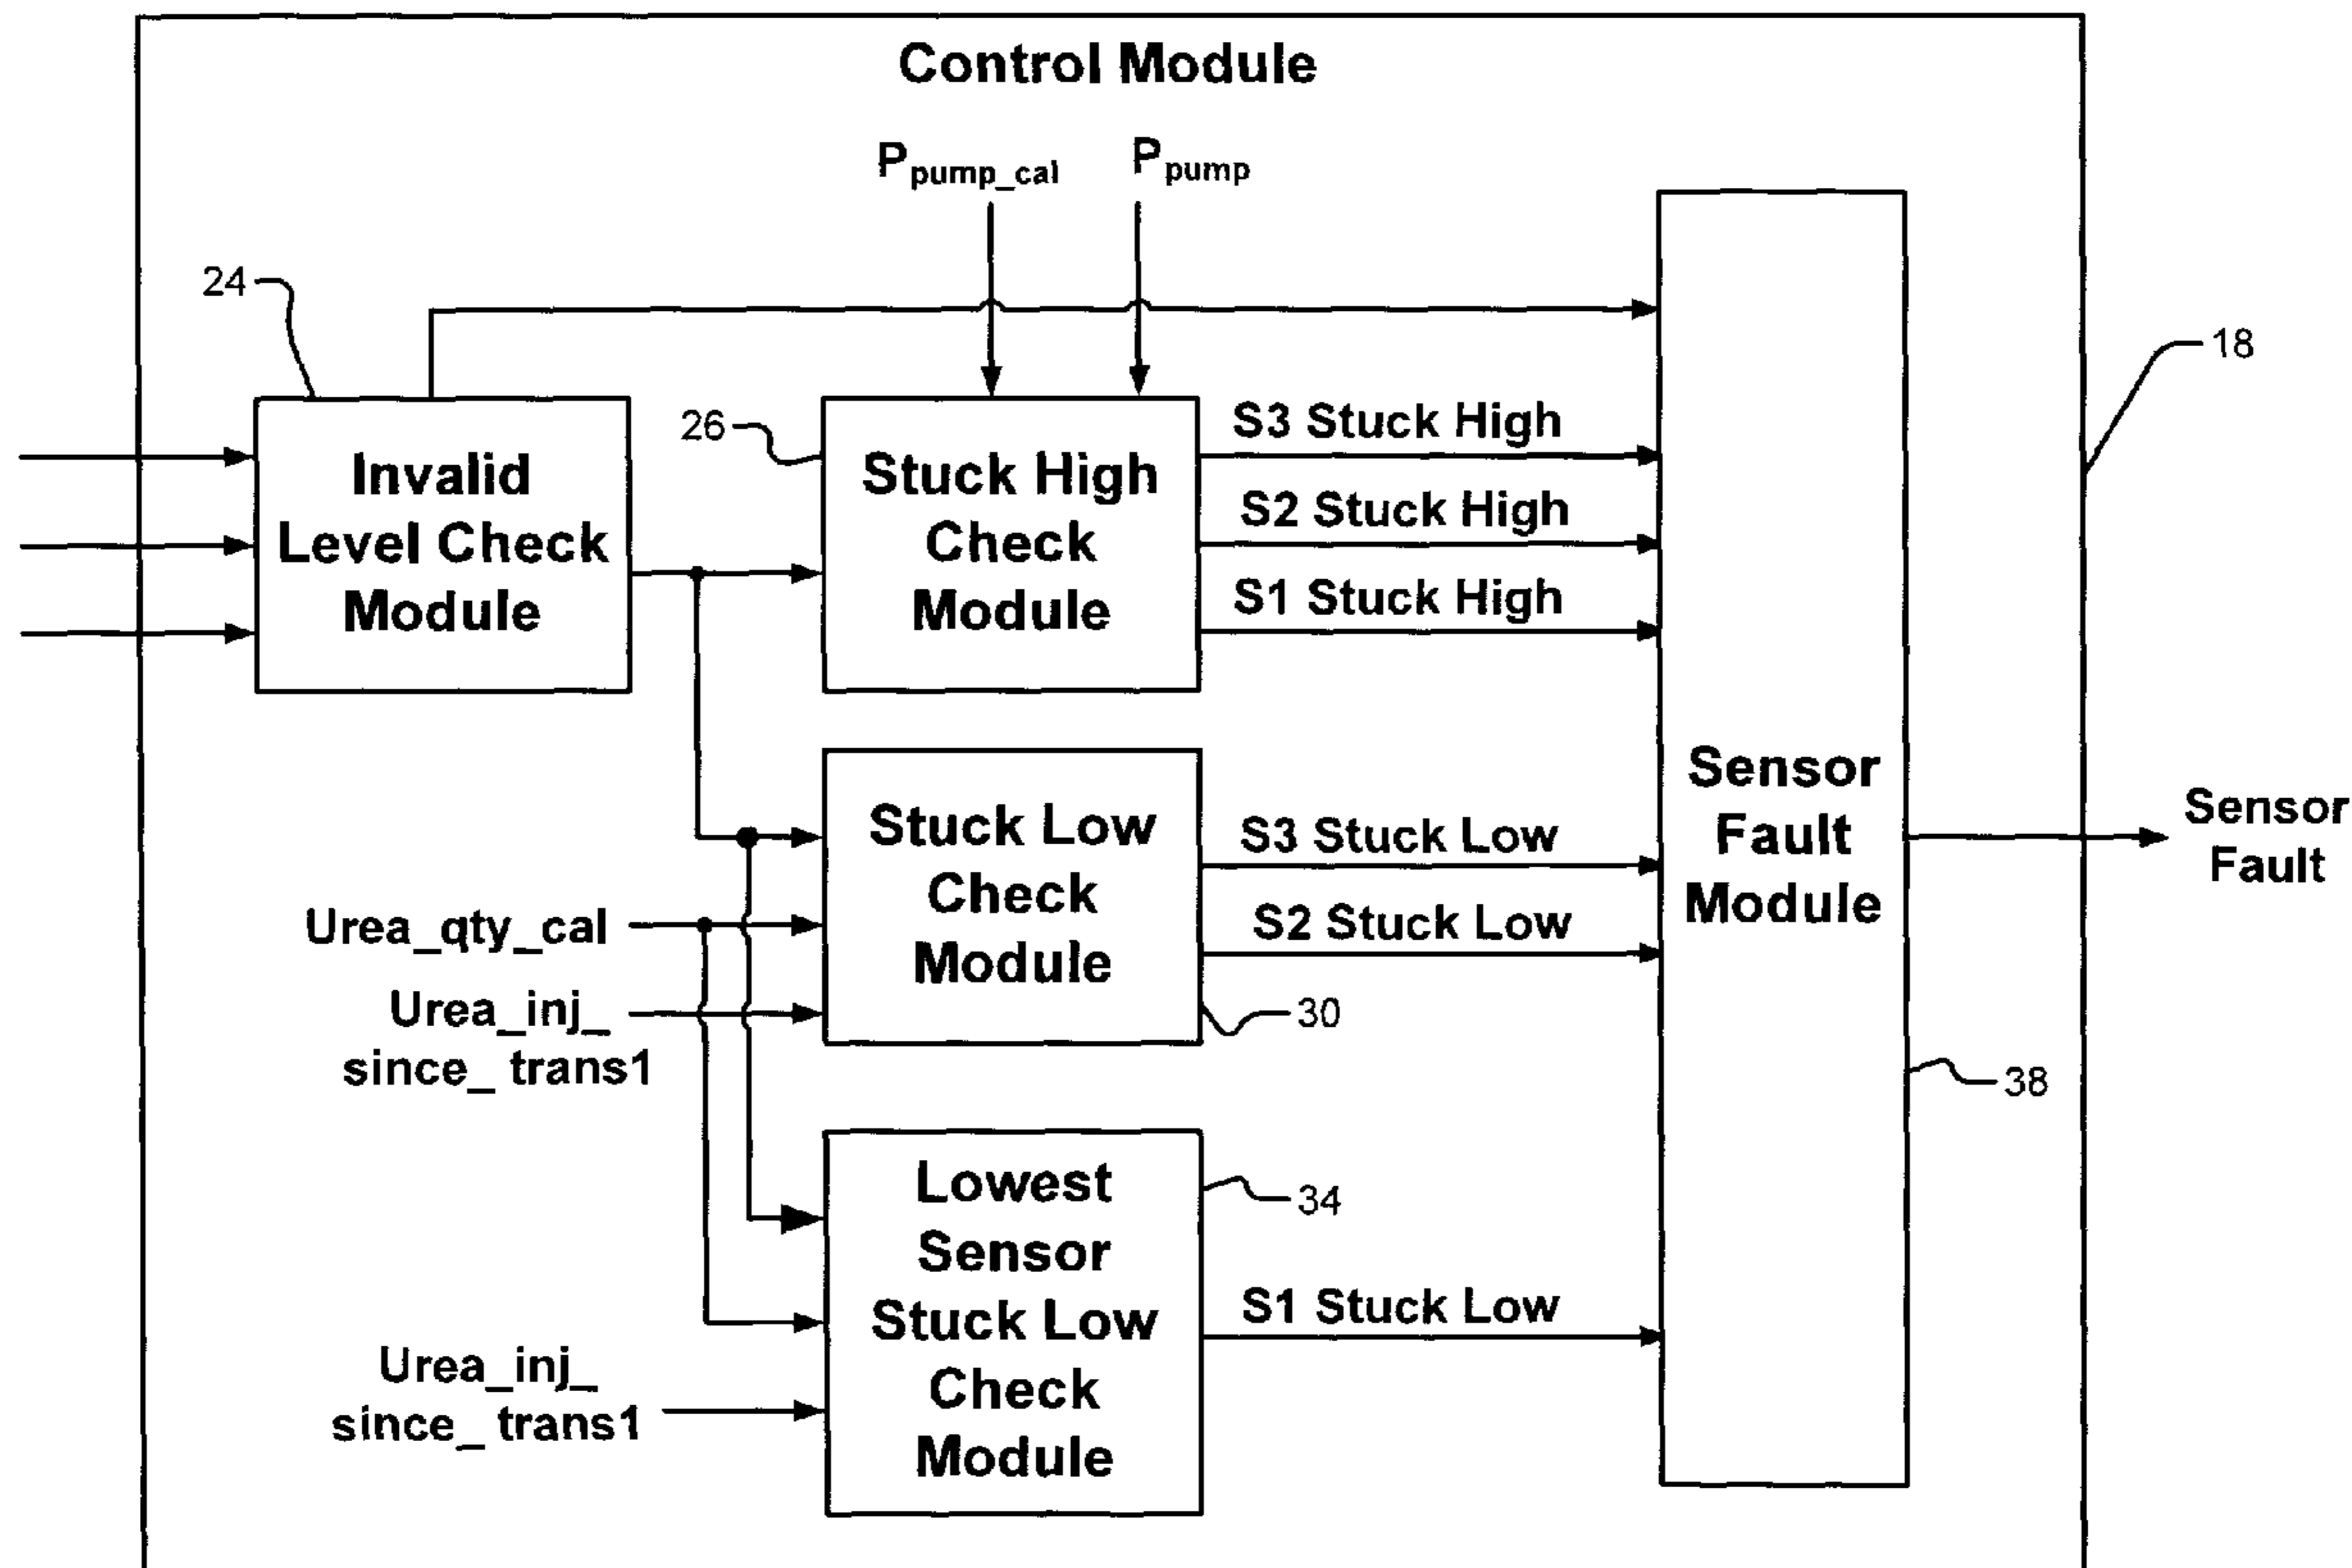 Control Module
Ppump_cal
Ppump
24
18
26
Invalid
Level Check
Module
Stuck High
Check
Module
S3 Stuck High
S2 Stuck High
S1 Stuck High
Stuck Low
Check
Module
S3 Stuck Low
S2 Stuck Low
Sensor
Fault
Module
Sensor
Fault
Urea_qty_cal
Urea_inj_
since_ trans1
30
38
Lowest
Sensor
Stuck Low
Check
Module
34
S1 Stuck Low
Urea_inj_
since_ trans1